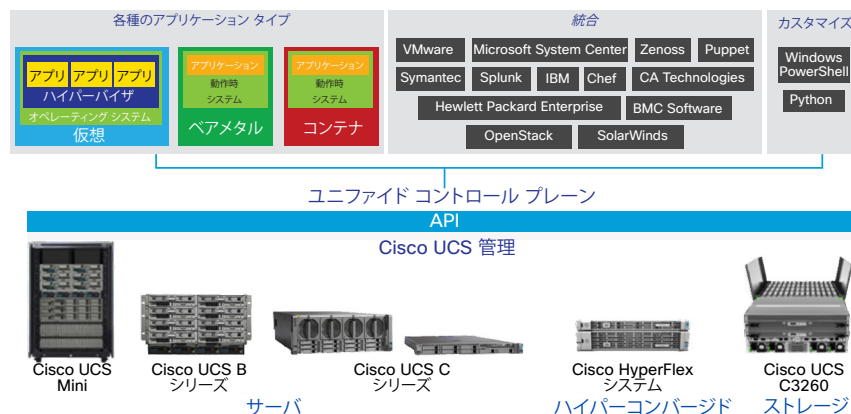 各種のアプリケーション タイプ
アプリ アプリ アプリ
ハイパーバイザ
オペレーティング システム
仮想
アプリケーション
動作時
システム
ベアメタル
アプリケーション
動作時
システム
コンテナ
統合
VMware Microsoft System Center Zenoss Puppet
Symantec Splunk IBM Chef CA Technologies
Hewlett Packard Enterprise BMC Software
OpenStack SolarWinds
カスタマイズ
Windows
PowerShell
Python
ユニファイド コントロール プレーン
API
Cisco UCS 管理
Cisco UCS
Mini
Cisco UCS B
シリーズ
Cisco UCS C
シリーズ
Cisco HyperFlex
システム
Cisco UCS
C3260
サーバ
ハイパーコンバージド
ストレージ